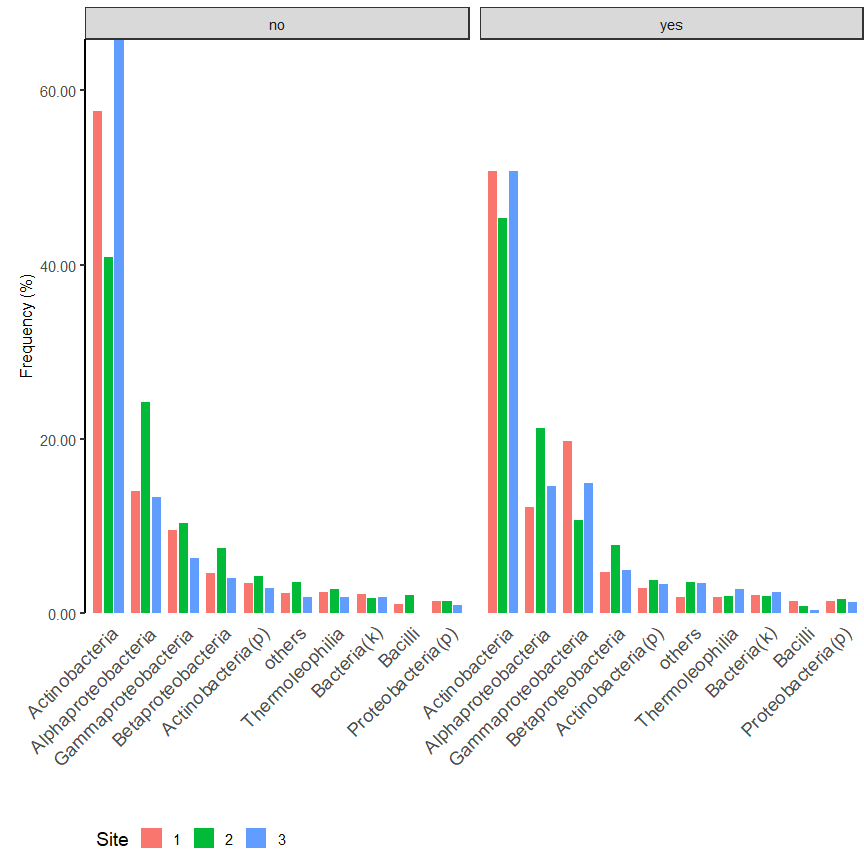 no
yes
60.00
40.00
20.00
0.00
Frequency (%)
Actinobacteria
Alphaproteobacteria
Gammaproteobacteria
Betaproteobacteria
Actinobacteria(p)
others
Thermoleophilia
Bacteria(k)
Bacilli
Proteobacteria(p)
Actinobacteria
Alphaproteobacteria
Gammaproteobacteria
Betaproteobacteria
Actinobacteria(p)
others
Thermoleophilia
Bacteria(k)
Bacilli
Proteobacteria(p)
Site 1 2 3